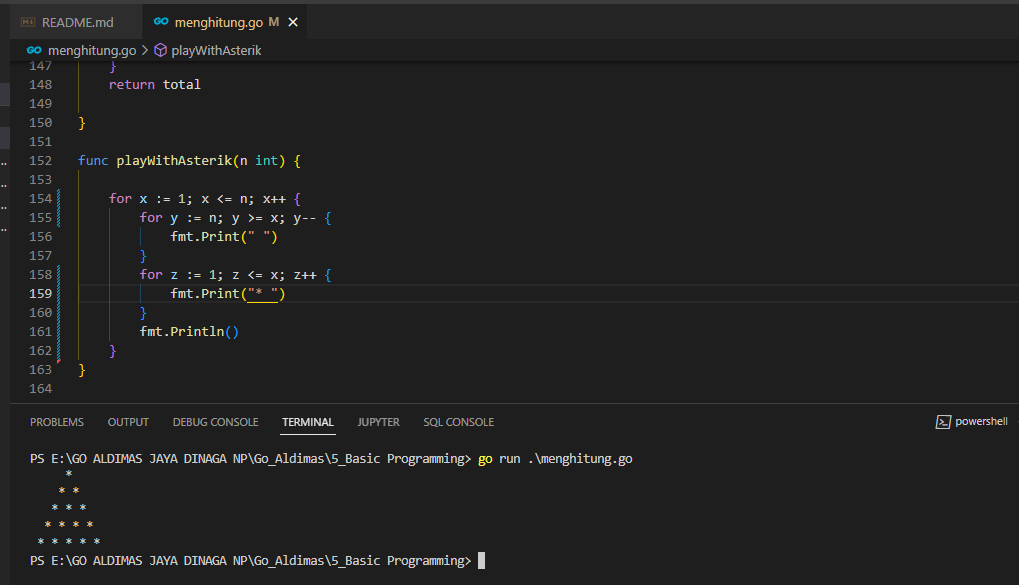 README.md menghitung.go M
menghitung.go > playWithAsterik
147 }
148 return total
149
150 }
151
152 func playWithAsterik(n int) {
153
154 for x := 1; x <= n; x++ {
155 for y := n; y >= x; y-- {
156 fmt.Print(" ")
157 }
158 for z := 1; z <= x; z++ {
159 fmt.Print("* ")
160 }
161 fmt.Println()
162 }
163 }
164
PROBLEMS OUTPUT DEBUG CONSOLE TERMINAL JUPYTER SQL CONSOLE powershell
PS E:\GO ALDIMAS JAYA DINAGA NP\Go_Aldimas\5_Basic Programming> go run .\menghitung.go
*
* *
* * *
* * * *
* * * * *
PS E:\GO ALDIMAS JAYA DINAGA NP\Go_Aldimas\5_Basic Programming>